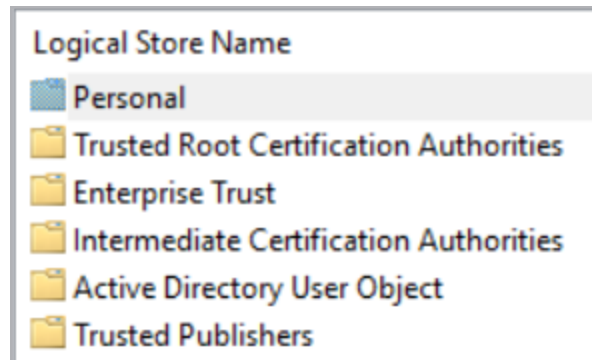 Logical Store Name
Personal
Trusted Root Certification Authorities
Enterprise Trust
Intermediate Certification Authorities
Active Directory User Object
Trusted Publishers